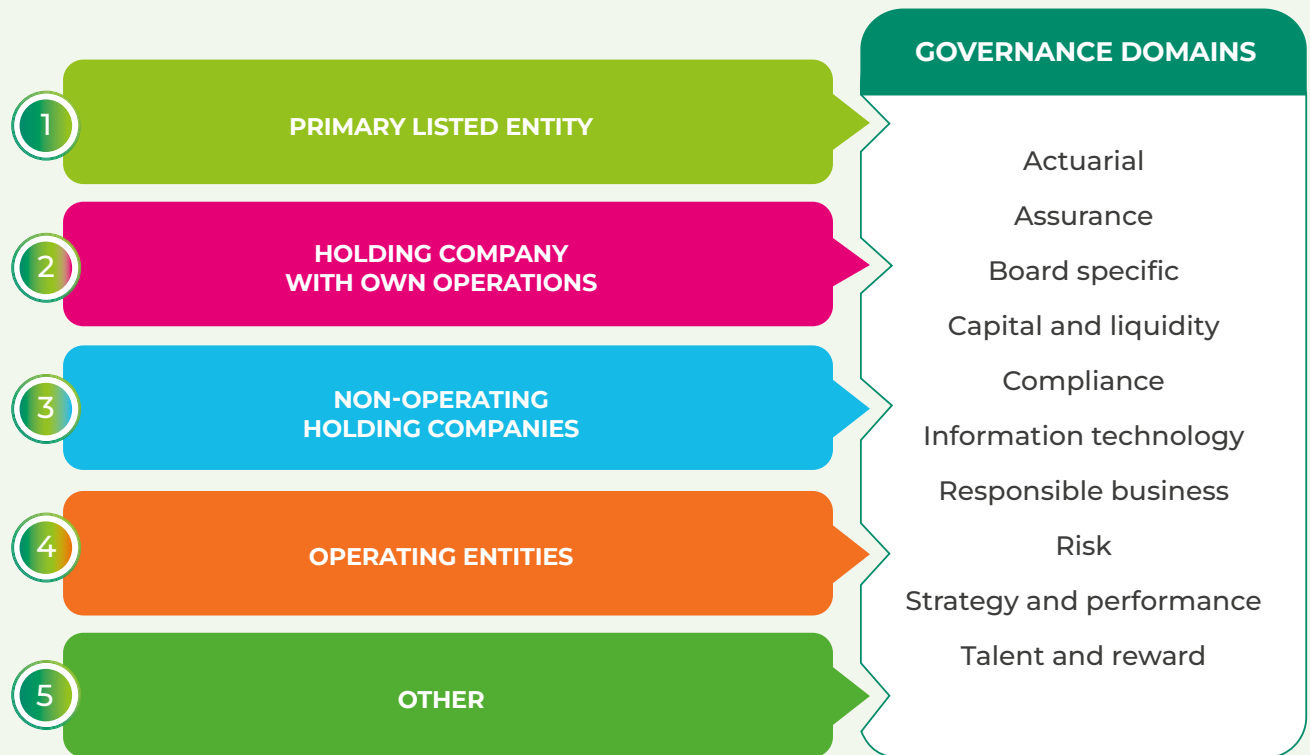 GOVERNANCE DOMAINS
1
PRIMARY LISTED ENTITY
2
HOLDING COMPANY
WITH OWN OPERATIONS
3
NON-OPERATING
HOLDING COMPANIES
4
OPERATING ENTITIES
5
OTHER
Actuarial
Assurance
Board specific
Capital and liquidity
Compliance
Information technology
Responsible business
Risk
Strategy and performance
Talent and reward